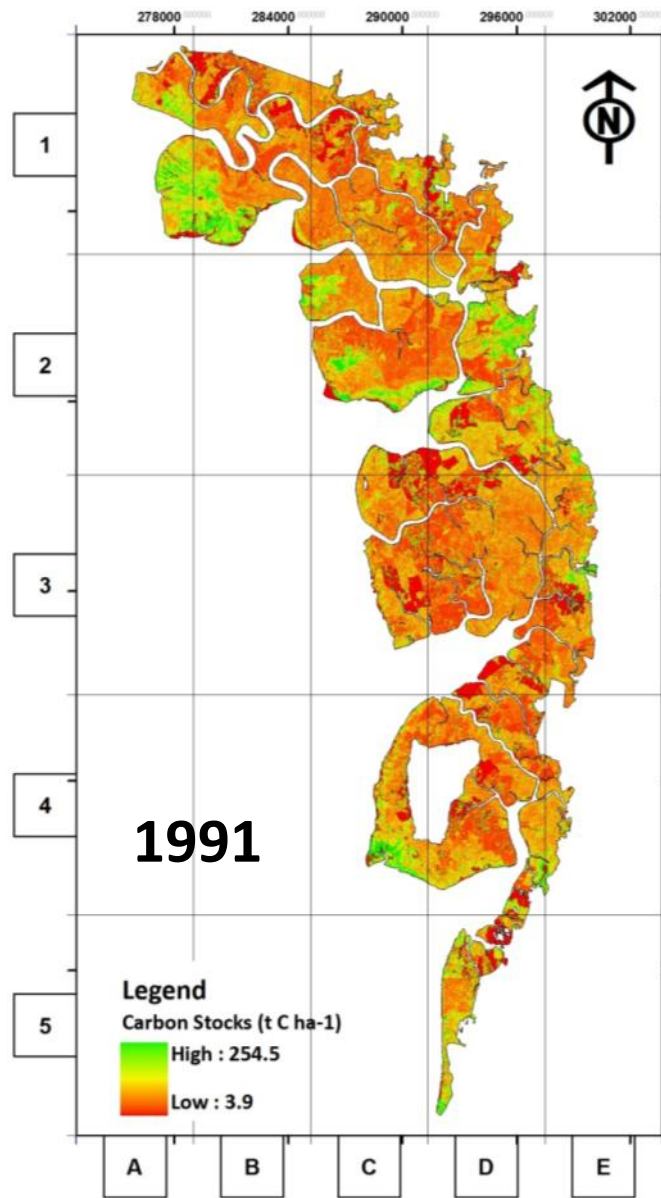 278000 284000 290000 296000 302000
N
1
2
3
4
1991
5
Legend
Carbon Stocks (t C ha-1)
High : 254.5
Low : 3.9
A B C D E